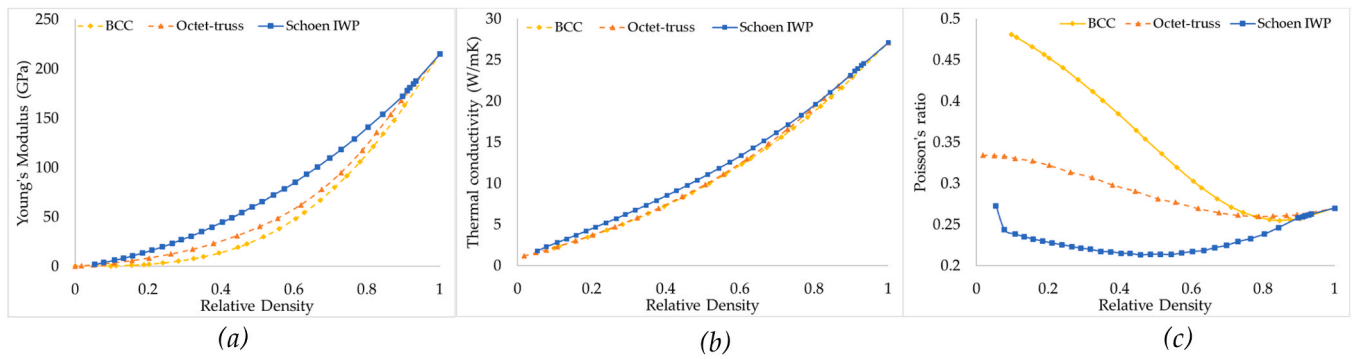 BCC Octet-truss Schoen IWP
Young's Modulus (GPa)
250
200
150
100
50
0
0 0.2 0.4 0.6 0.8 1
Relative Density
(a)
BCC Octet-truss Schoen IWP
Thermal conductivity (W/mK)
30
25
20
15
10
5
0
0 0.2 0.4 0.6 0.8 1
Relative Density
(b)
BCC Octet-truss Schoen IWP
Poisson's ratio
0.5
0.45
0.4
0.35
0.3
0.25
0.2
0 0.2 0.4 0.6 0.8 1
Relative Density
(c)